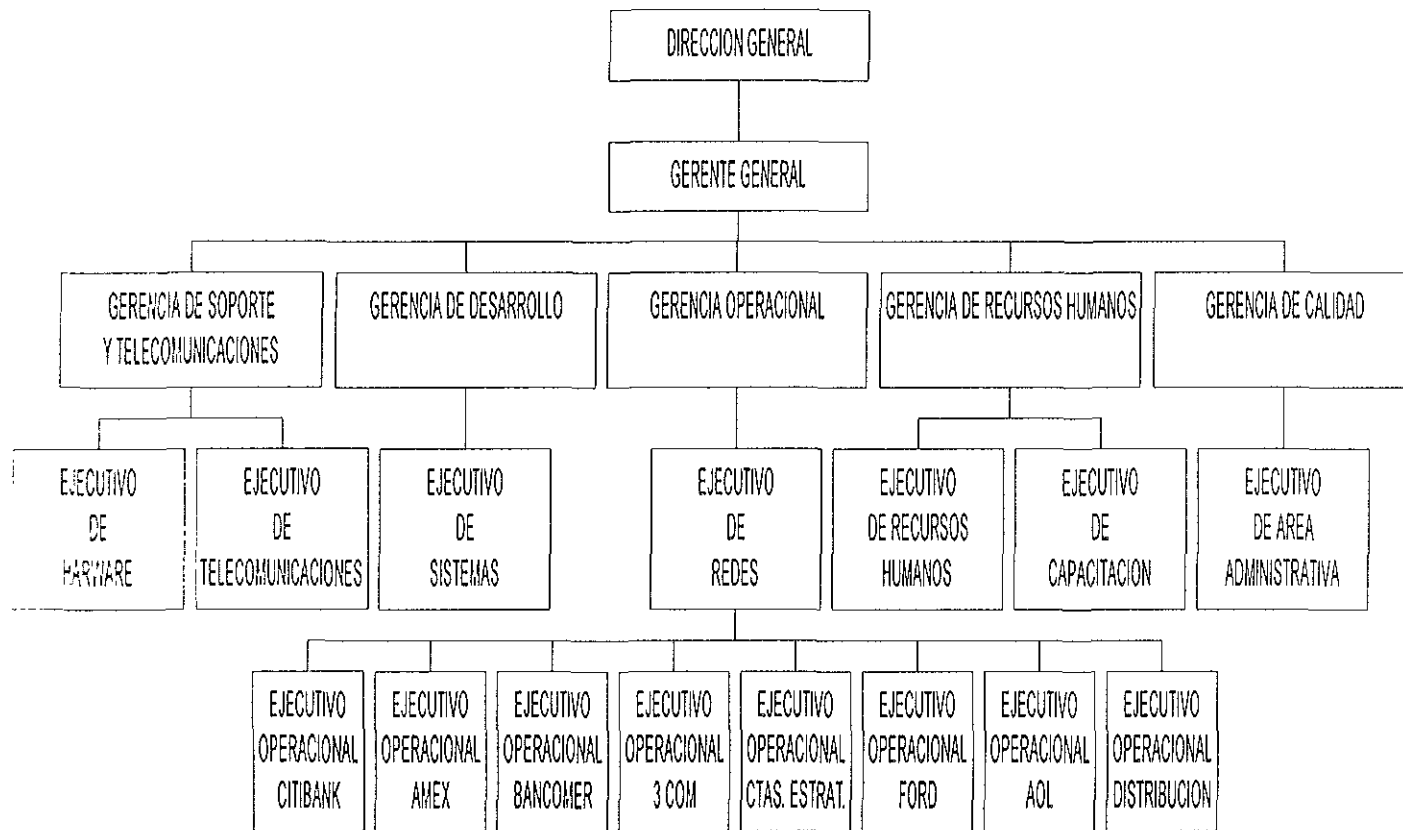 DIRECCION GENERAL
GERENTE GENERAL
GERENCIA DE SOPORTE
Y TELECOMUNICACIONES
GERENCIA DE DESARROLLO
GERENCIA OPERACIONAL
GERENCIA DE RECURSOS HUMANOS
GERENCIA DE CALIDAD
EJECUTIVO
DE
HARWARE
EJECUTIVO
DE
TELECOMUNICACIONES
EJECUTIVO
DE
SISTEMAS
EJECUTIVO
DE
REDES
EJECUTIVO
DE RECURSOS
HUMANOS
EJECUTIVO
DE
CAPACITACION
EJECUTIVO
DE AREA
ADMINISTRATIVA
EJECUTIVO
OPERACIONAL
CITIBANK
EJECUTIVO
OPERACIONAL
AMEX
EJECUTIVO
OPERACIONAL
BANCOMER
EJECUTIVO
OPERACIONAL
3 COM
EJECUTIVO
OPERACIONAL
CTAS. ESTRAT.
EJECUTIVO
OPERACIONAL
FORD
EJECUTIVO
OPERACIONAL
AOL
EJECUTIVO
OPERACIONAL
DISTRIBUCION